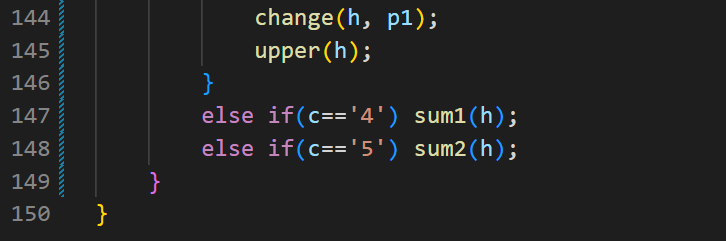 144 change(h, p1);
145 upper(h);
146 }
147 else if(c=='4') sum1(h);
148 else if(c=='5') sum2(h);
149 }
150 }